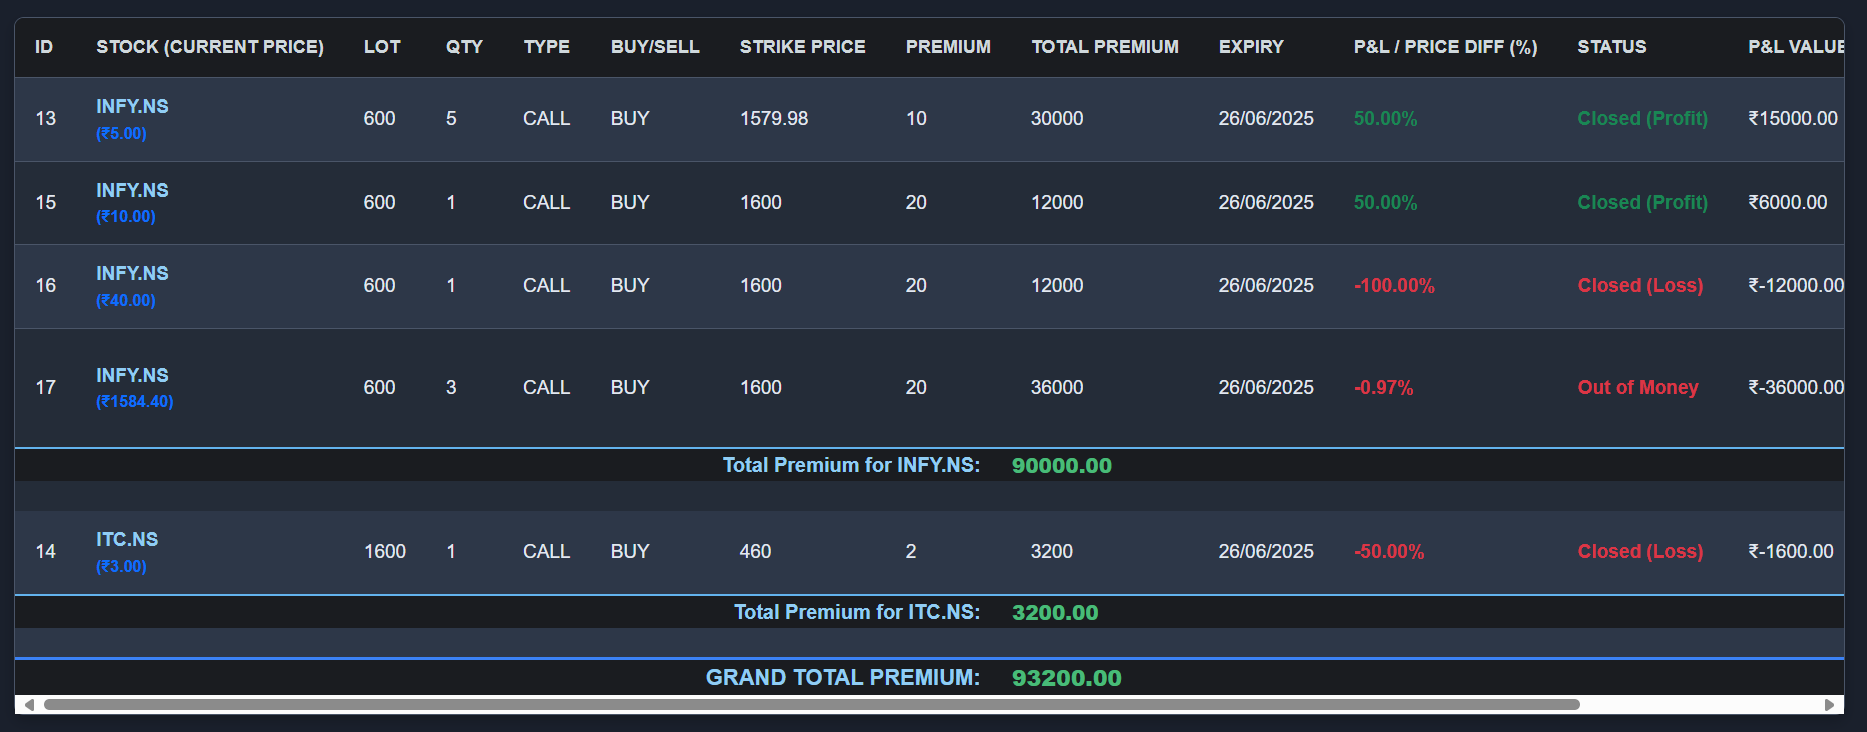 ID STOCK (CURRENT PRICE) LOT QTY TYPE BUY/SELL STRIKE PRICE PREMIUM TOTAL PREMIUM EXPIRY P&L / PRICE DIFF (%) STATUS P&L VALUE
13 INFY.NS 600 5 CALL BUY 1579.98 10 30000 26/06/2025 50.00% Closed (Profit) ₹15000.00
(₹5.00)
15 INFY.NS 600 1 CALL BUY 1600 20 12000 26/06/2025 50.00% Closed (Profit) ₹6000.00
(₹10.00)
16 INFY.NS 600 1 CALL BUY 1600 20 12000 26/06/2025 -100.00% Closed (Loss) ₹-12000.00
(₹40.00)
17 INFY.NS 600 3 CALL BUY 1600 20 36000 26/06/2025 -0.97% Out of Money ₹-36000.00
(₹1584.40)
Total Premium for INFY.NS: 90000.00
14 ITC.NS 1600 1 CALL BUY 460 2 3200 26/06/2025 -50.00% Closed (Loss) ₹-1600.00
(₹3.00)
Total Premium for ITC.NS: 3200.00
GRAND TOTAL PREMIUM: 93200.00